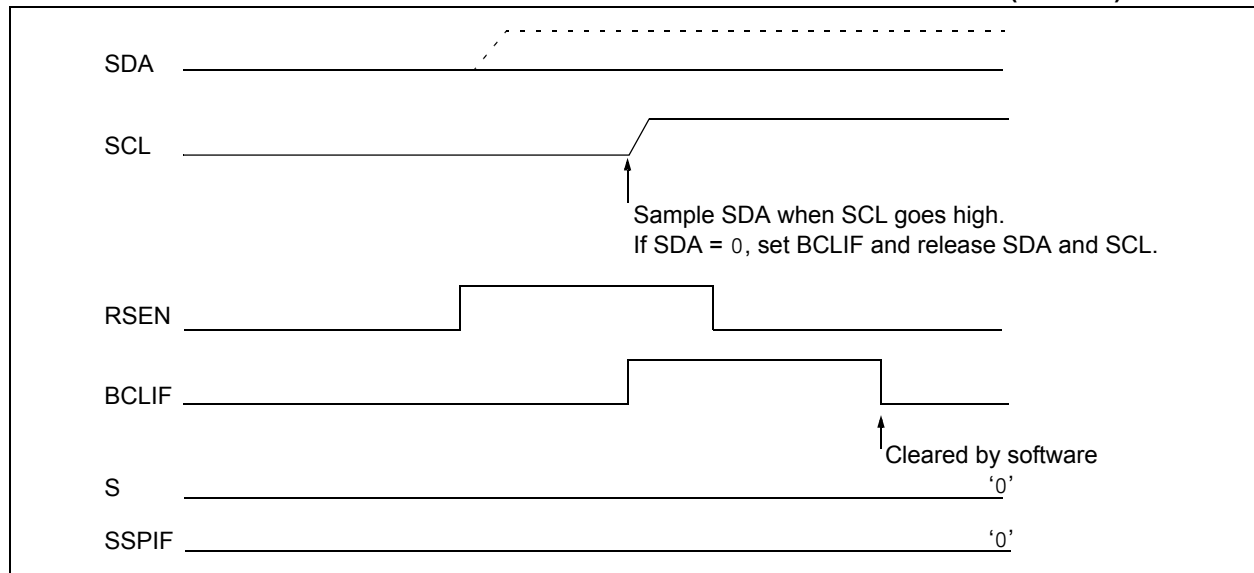 SDA
SCL
Sample SDA when SCL goes high.
If SDA = 0, set BCLIF and release SDA and SCL.
RSEN
BCLIF
Cleared by software
S
‘0’
SSPIF
‘0’